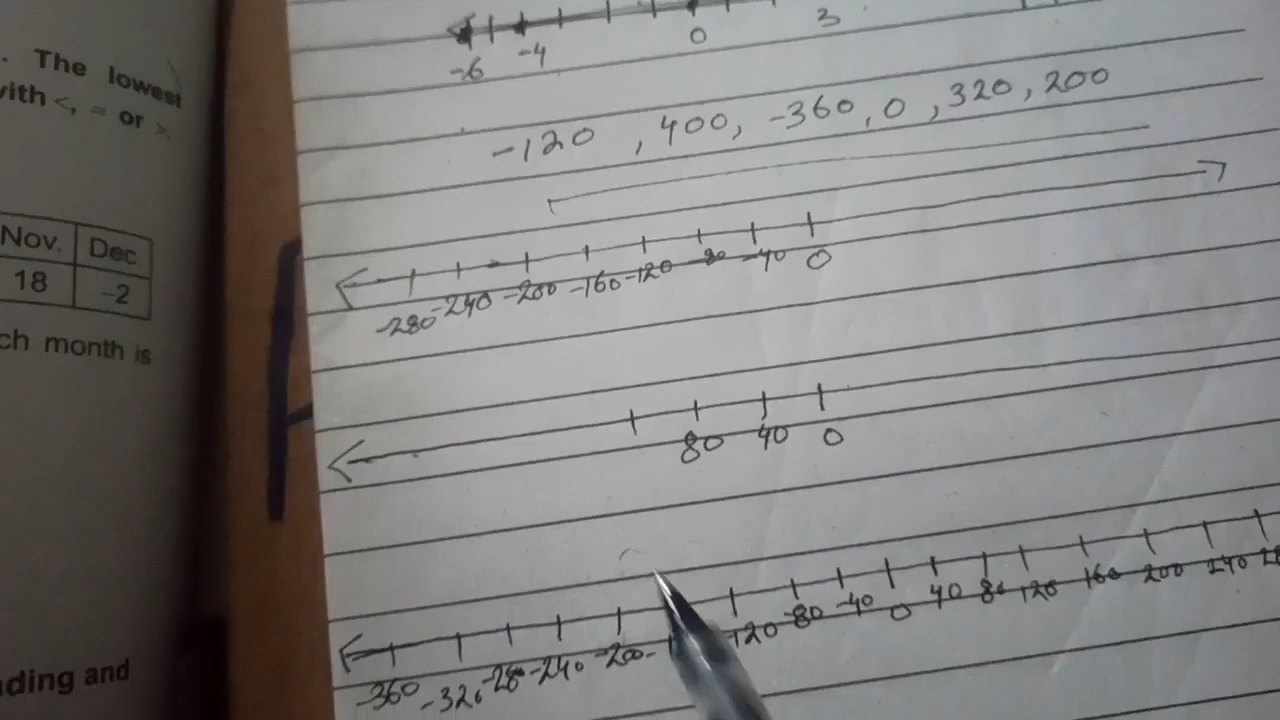 . The lowest
with <, = or >.
Nov. Dec
18 -2
ch month is
ding and
-6 -4 0 3
-120 , 400, -360, 0 , 320, 200
-280 -240 -200 -160 -120 -80 -40 0
80 40 0
-360 -320 -280 -240 -200 - 120 -80 -40 0 40 80 120 160 200 240